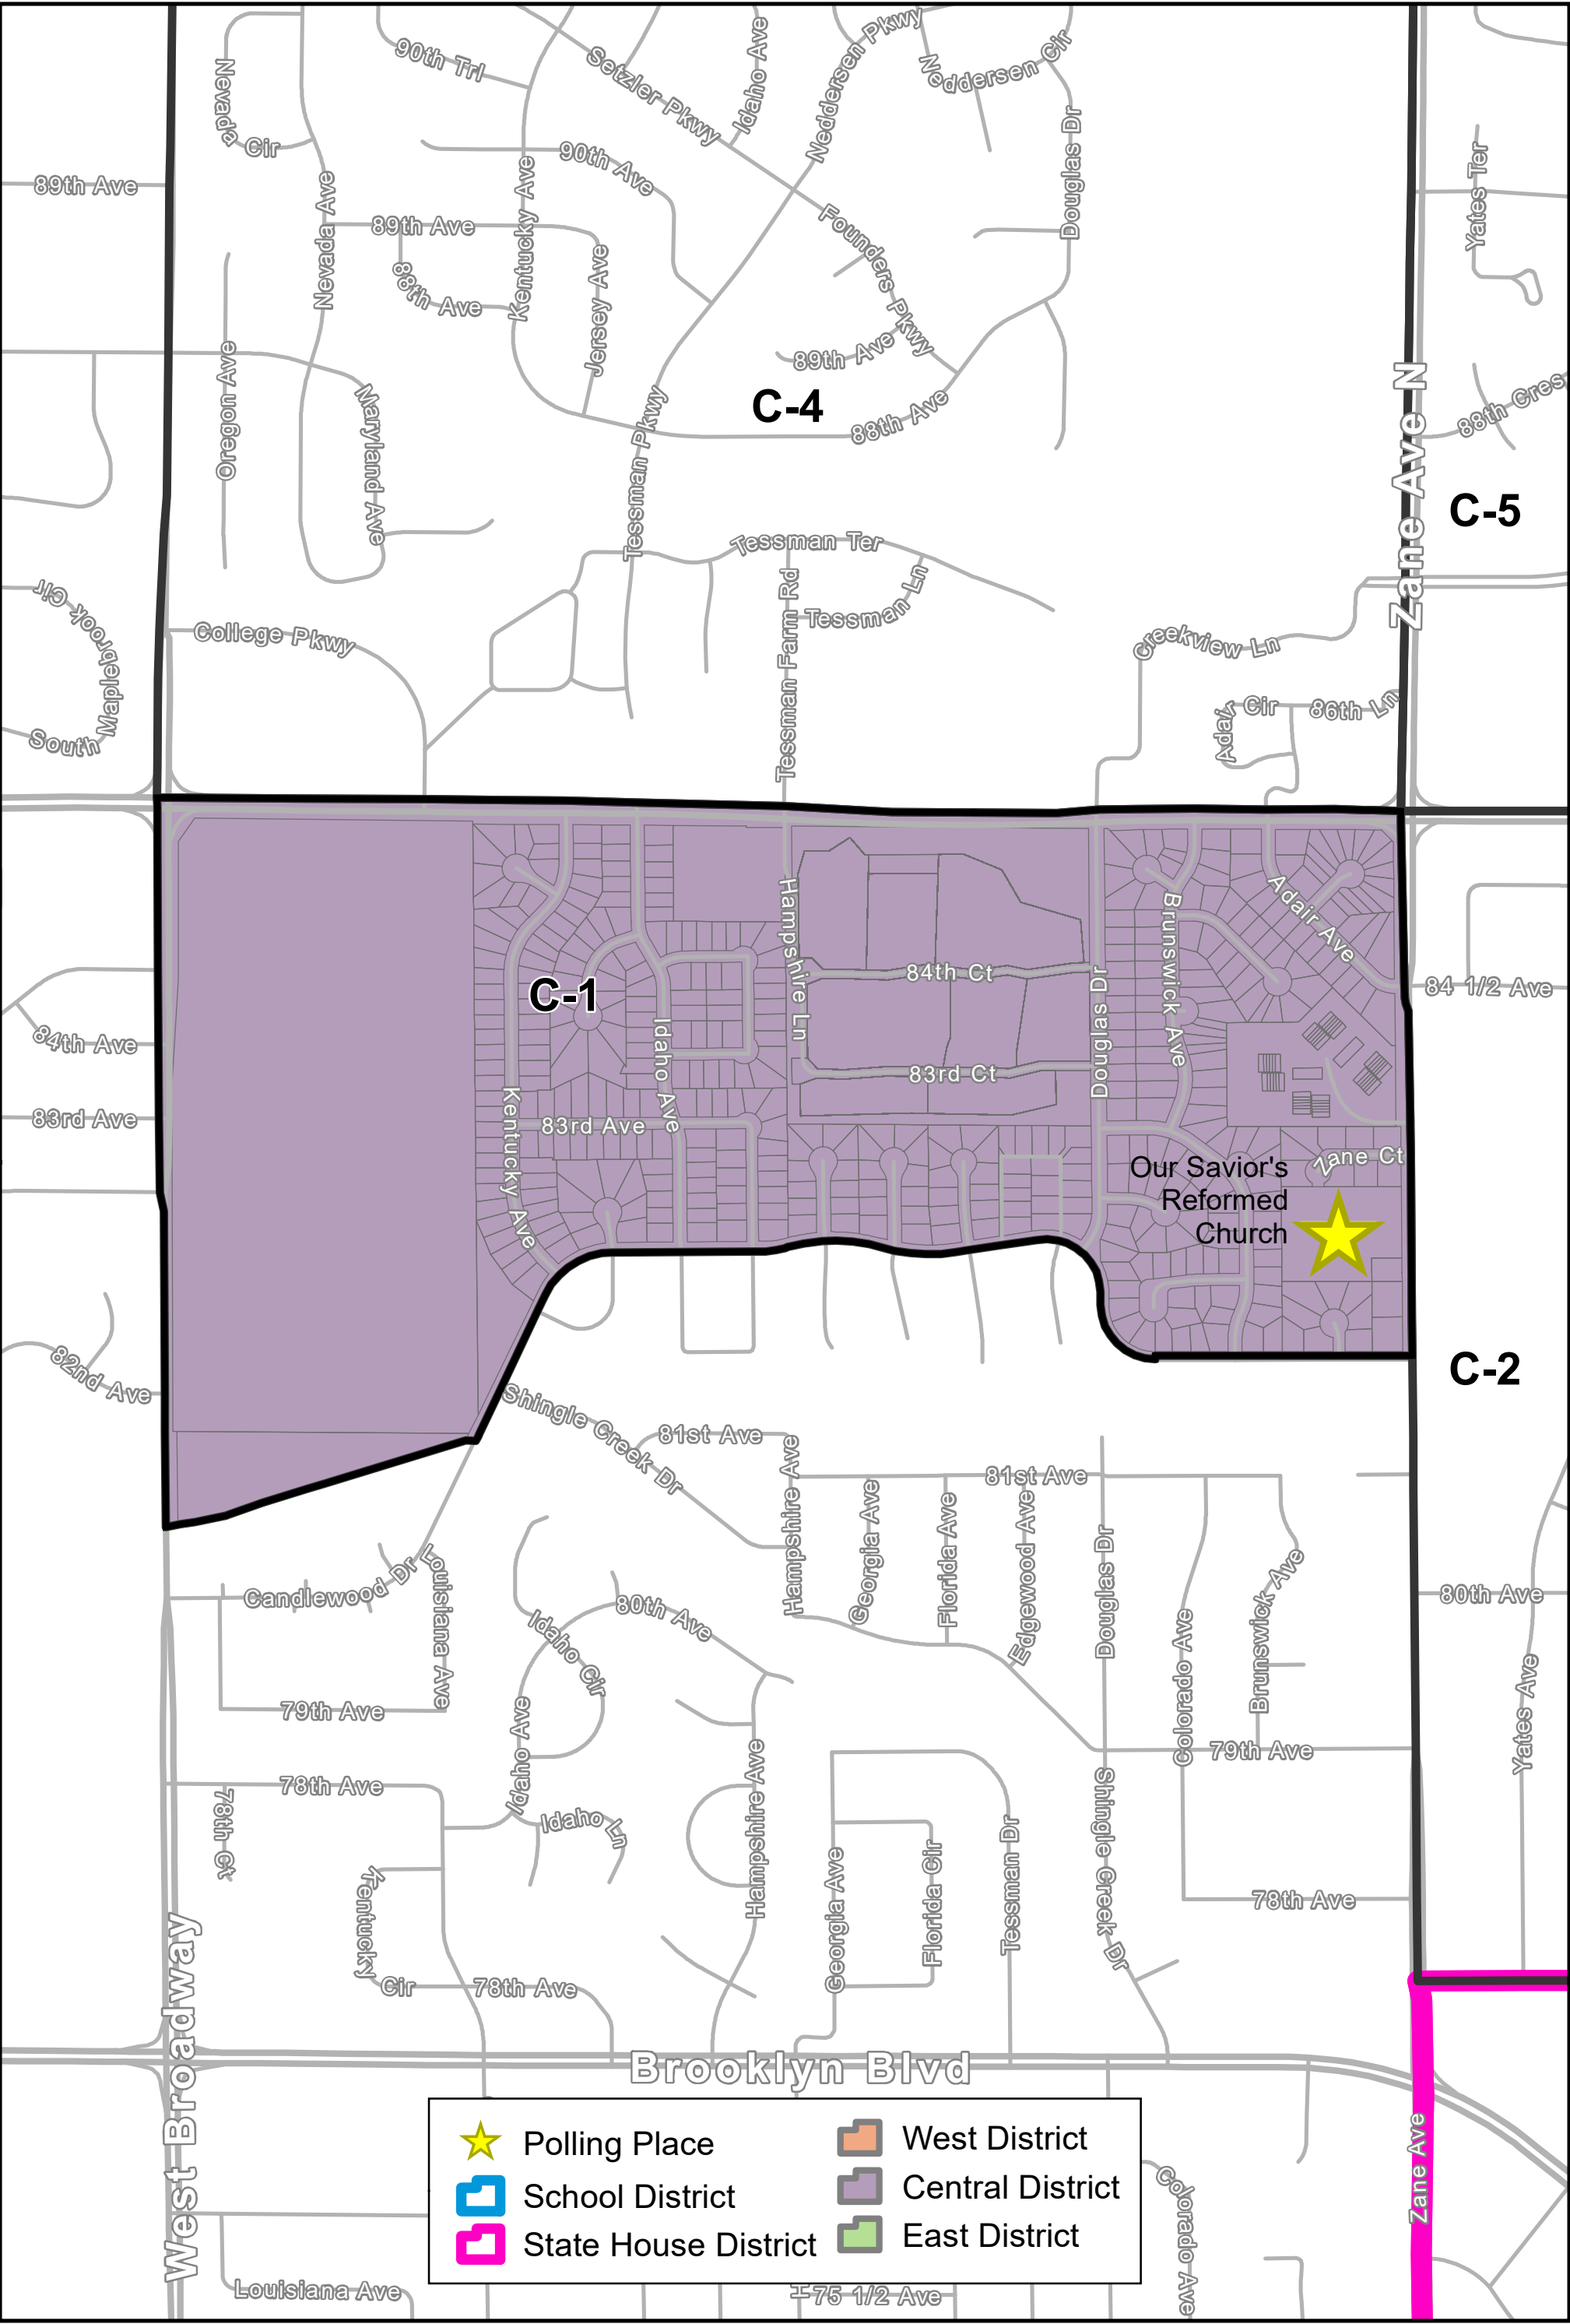 90th Trl
Setzler Pkwy
Idaho Ave
Neddersen Pkwy
Neddersen Cir
Nevada Cir
Douglas Dr
90th Ave
Yates Ter
89th Ave
Nevada Ave
89th Ave
Kentucky Ave
88th Ave
Jersey Ave
Founders Pkwy
89th Ave
Oregon Ave
Maryland Ave
Tessman Pkwy
C-4
88th Ave
Zane Ave N
88th Cres
C-5
Tessman Ter
Tessman Farm Rd
Tessman Ln
Maplebrook Cir
South
College Pkwy
Creekview Ln
Adair Cir
86th Ln
Hampshire Ln
Brunswick Ave
Adair Ave
C-1
84th Ct
Douglas Dr
84 1/2 Ave
84th Ave
Idaho Ave
83rd Ct
83rd Ave
Kentucky Ave
83rd Ave
Zane Ct
Our Savior's
Reformed
Church
82nd Ave
C-2
Shingle Creek Dr
81st Ave
Hampshire Ave
81st Ave
Georgia Ave
Florida Ave
Edgewood Ave
Douglas Dr
Candlewood Dr
Louisiana Ave
Idaho Cir
80th Ave
Colorado Ave
Brunswick Ave
80th Ave
Yates Ave
79th Ave
Idaho Ave
Hampshire Ave
79th Ave
78th Ave
78th Ct
Idaho Ln
Shingle Creek Dr
Kentucky Cir
78th Ave
Georgia Ave
Florida Cir
Tessman Dr
78th Ave
West Broadway
Brooklyn Blvd
Zane Ave
Colorado Ave
Polling Place
School District
State House District
West District
Central District
East District
Louisiana Ave
H
75 1/2 Ave